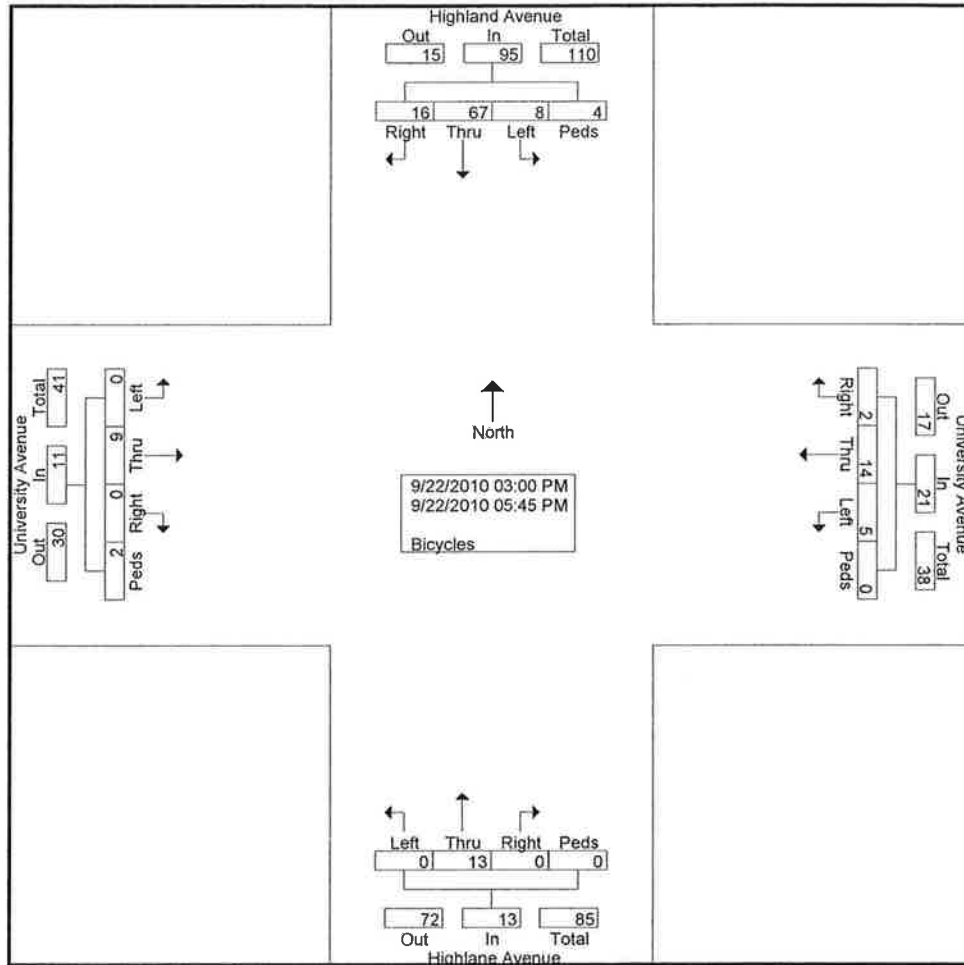 Highland Avenue
Out In Total
15 95 110
16 67 8 4
Right Thru Left Peds
University Avenue
Total In Out
41 11 30
0 9 0 2
Left Thru Right Peds
North
9/22/2010 03:00 PM
9/22/2010 05:45 PM
Bicycles
Right Thru Left Peds
2 14 5 0
Out In Total
17 21 38
University Avenue
Left Thru Right Peds
0 13 0 0
72 13 85
Out In Total
Highlane Avenue